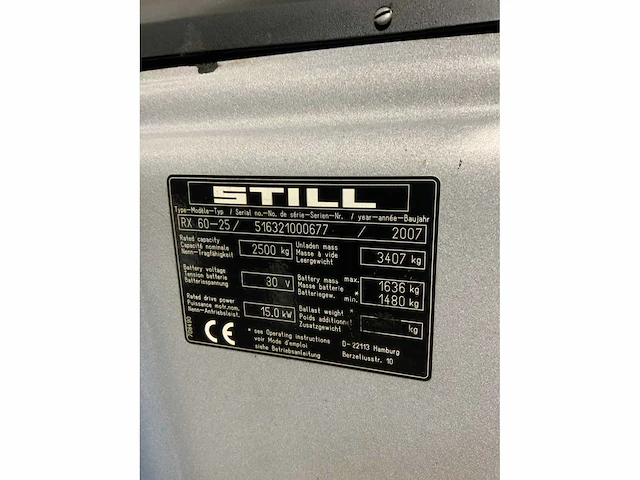 STILL
Type-Modèle-Typ / Serial no.-No. de série-Serien-Nr. / year-année-Baujahr
RX 60-25 / 516321000677 / 2007
Rated capacity
Capacité nominale
Nenn-Tragfähigkeit
2500 kg
Unladen mass
Masse à vide
Leergewicht
3407 kg
Battery voltage
Tension batterie
Batteriespannung
30 V
Battery mass max.
Masse batterie *
Batteriegew. min.
1636 kg
1480 kg
Rated drive power
Puissance motr.nom.
Nenn-Antriebsleist.
15.0 kW
Ballast weight *
Poids additionnel
Zusatzgewicht
kg
CE
* see Operating instructions
voir Mode d'emploi
siehe Betriebsanleitung
D-22113 Hamburg
Berzeliusstr. 10